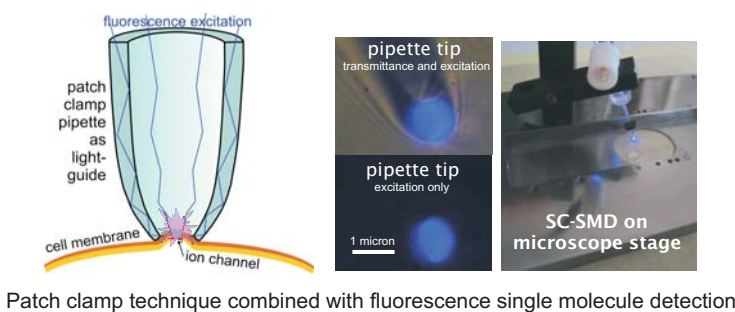 fluorescence excitation
patch
clamp
pipette
as
light-
guide
cell membrane
ion channel
pipette tip
transmittance and excitation
pipette tip
excitation only
1 micron
SC-SMD on
microscope stage
Patch clamp technique combined with fluorescence single molecule detection